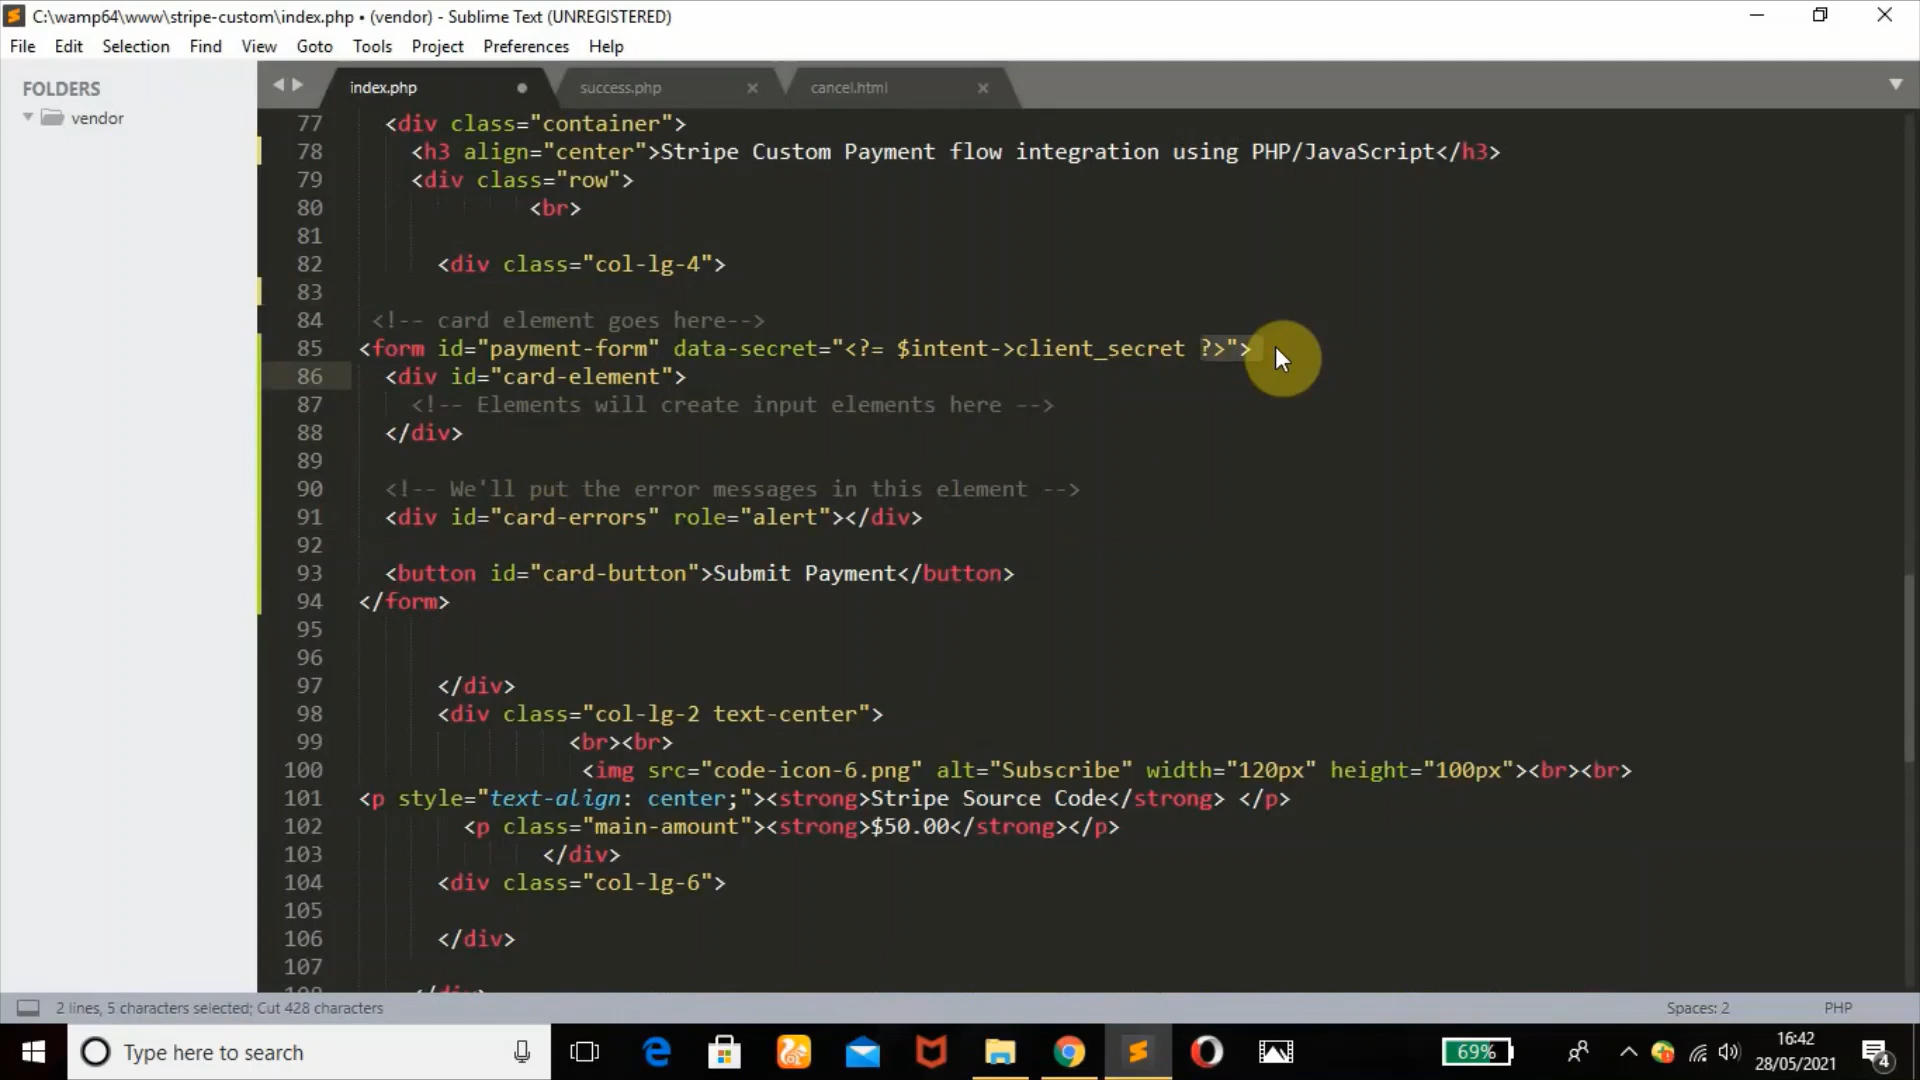 C:\wamp64\www\stripe-custom\index.php • (vendor) - Sublime Text (UNREGISTERED)
File Edit Selection Find View Goto Tools Project Preferences Help
FOLDERS
vendor
index.php success.php cancel.html
77 <div class="container">
78 <h3 align="center">Stripe Custom Payment flow integration using PHP/JavaScript</h3>
79 <div class="row">
80 <br>
81
82 <div class="col-lg-4">
83
84 <!-- card element goes here-->
85 <form id="payment-form" data-secret="<?= $intent->client_secret ?>">
86 <div id="card-element">
87 <!-- Elements will create input elements here -->
88 </div>
89
90 <!-- We'll put the error messages in this element -->
91 <div id="card-errors" role="alert"></div>
92
93 <button id="card-button">Submit Payment</button>
94 </form>
95
96
97 </div>
98 <div class="col-lg-2 text-center">
99 <br><br>
100 <img src="code-icon-6.png" alt="Subscribe" width="120px" height="100px"><br><br>
101 <p style="text-align: center;"><strong>Stripe Source Code</strong> </p>
102 <p class="main-amount"><strong>$50.00</strong></p>
103 </div>
104 <div class="col-lg-6">
105
106 </div>
107
2 lines, 5 characters selected; Cut 428 characters Spaces: 2 PHP
Type here to search 69% 16:42
28/05/2021 4